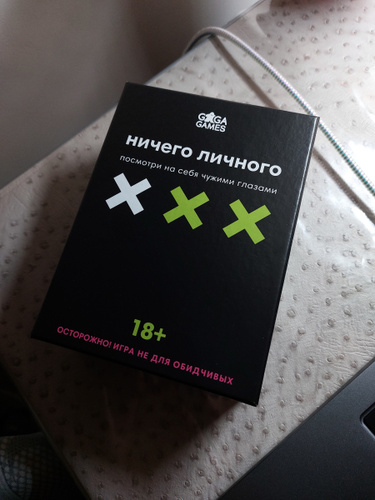 GAGA
GAMES
ничего личного
посмотри на себя чужими глазами
18+
ОСТОРОЖНО! ИГРА НЕ ДЛЯ ОБИДЧИВЫХ